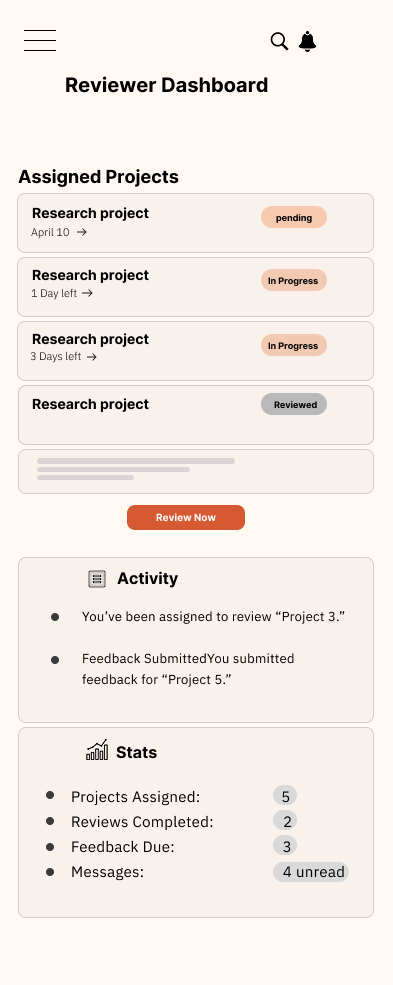 Reviewer Dashboard
Assigned Projects
Research project
pending
April 10 →
Research project
In Progress
1 Day left →
Research project
In Progress
3 Days left →
Research project
Reviewed
Review Now
Activity
You’ve been assigned to review “Project 3.”
Feedback SubmittedYou submitted
feedback for “Project 5.”
Stats
Projects Assigned: 5
Reviews Completed: 2
Feedback Due: 3
Messages: 4 unread